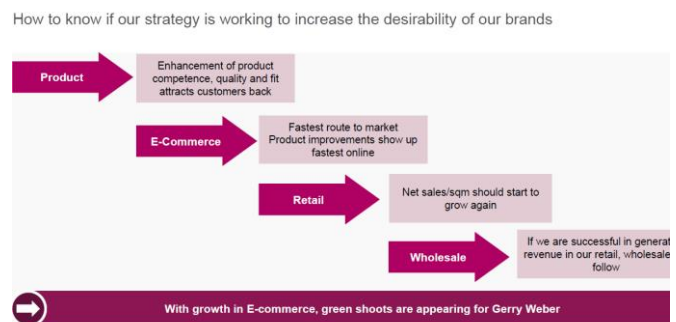 How to know if our strategy is working to increase the desirability of our brands
Product
Enhancement of product
competence, quality and fit
attracts customers back
E-Commerce
Fastest route to market
Product improvements show up
fastest online
Retail
Net sales/sqm should start to
grow again
Wholesale
If we are successful in generat
revenue in our retail, wholesale
follow
With growth in E-commerce, green shoots are appearing for Gerry Weber